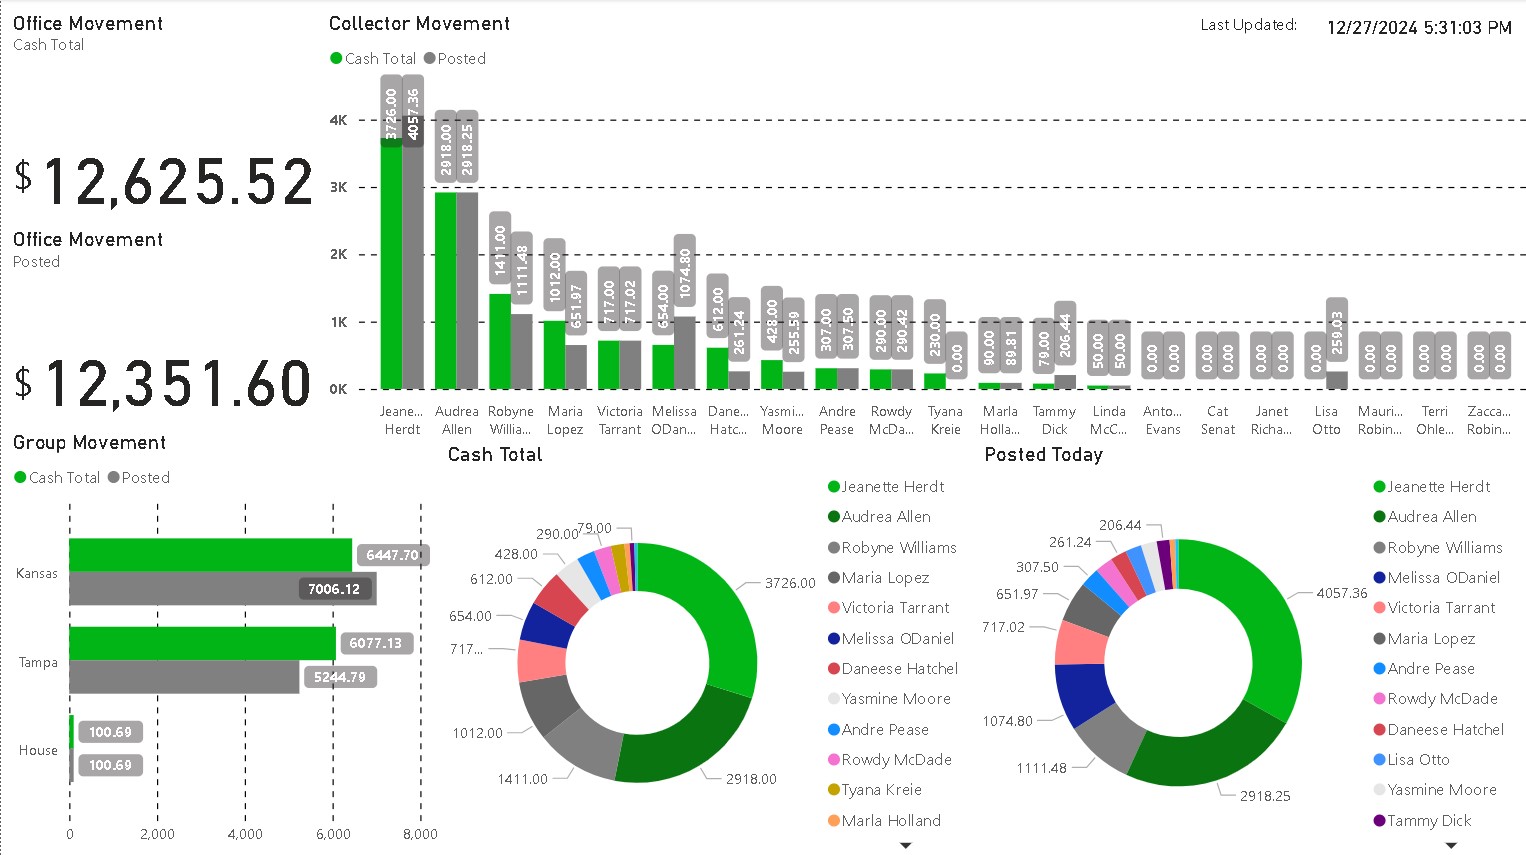 Office Movement
Cash Total
$ 12,625.52
Office Movement
Posted
$ 12,351.60
Collector Movement
Cash Total Posted
Last Updated: 12/27/2024 5:31:03 PM
4K
3K
2K
1K
0K
3726.00 4057.36
2918.00 2918.25
1411.00 1111.48
1012.00 651.97
717.00 717.02
654.00 1074.80
612.00 261.24
428.00 255.59
307.00 307.50
290.00 290.42
230.00 0.00
90.00 89.81
79.00 206.44
50.00 50.00
0.00 0.00
0.00 0.00
0.00 0.00
0.00 259.03
0.00 0.00
0.00 0.00
0.00 0.00
Jeane... Audrea Robyne Maria Victoria Melissa Dane... Yasmi... Andre Rowdy Tyana Marla Tammy Linda Anto... Cat Janet Lisa Mauri... Terri Zacca...
Herdt Allen Willia... Lopez Tarrant ODan... Hatc... Moore Pease McDa... Kreie Holla... Dick McC... Evans Senat Richa... Otto Robin... Ohle... Robin...
Group Movement
Cash Total Posted
Kansas
6447.70
7006.12
Tampa
6077.13
5244.79
House
100.69
100.69
0 2,000 4,000 6,000 8,000
Cash Total
3726.00
2918.00
1411.00
1012.00
717...
654.00
612.00
428.00
290.00
79.00
Jeanette Herdt
Audrea Allen
Robyne Williams
Maria Lopez
Victoria Tarrant
Melissa ODaniel
Daneese Hatchel
Yasmine Moore
Andre Pease
Rowdy McDade
Tyana Kreie
Marla Holland
Posted Today
4057.36
2918.25
1111.48
1074.80
717.02
651.97
307.50
261.24
206.44
Jeanette Herdt
Audrea Allen
Robyne Williams
Melissa ODaniel
Victoria Tarrant
Maria Lopez
Andre Pease
Rowdy McDade
Daneese Hatchel
Lisa Otto
Yasmine Moore
Tammy Dick